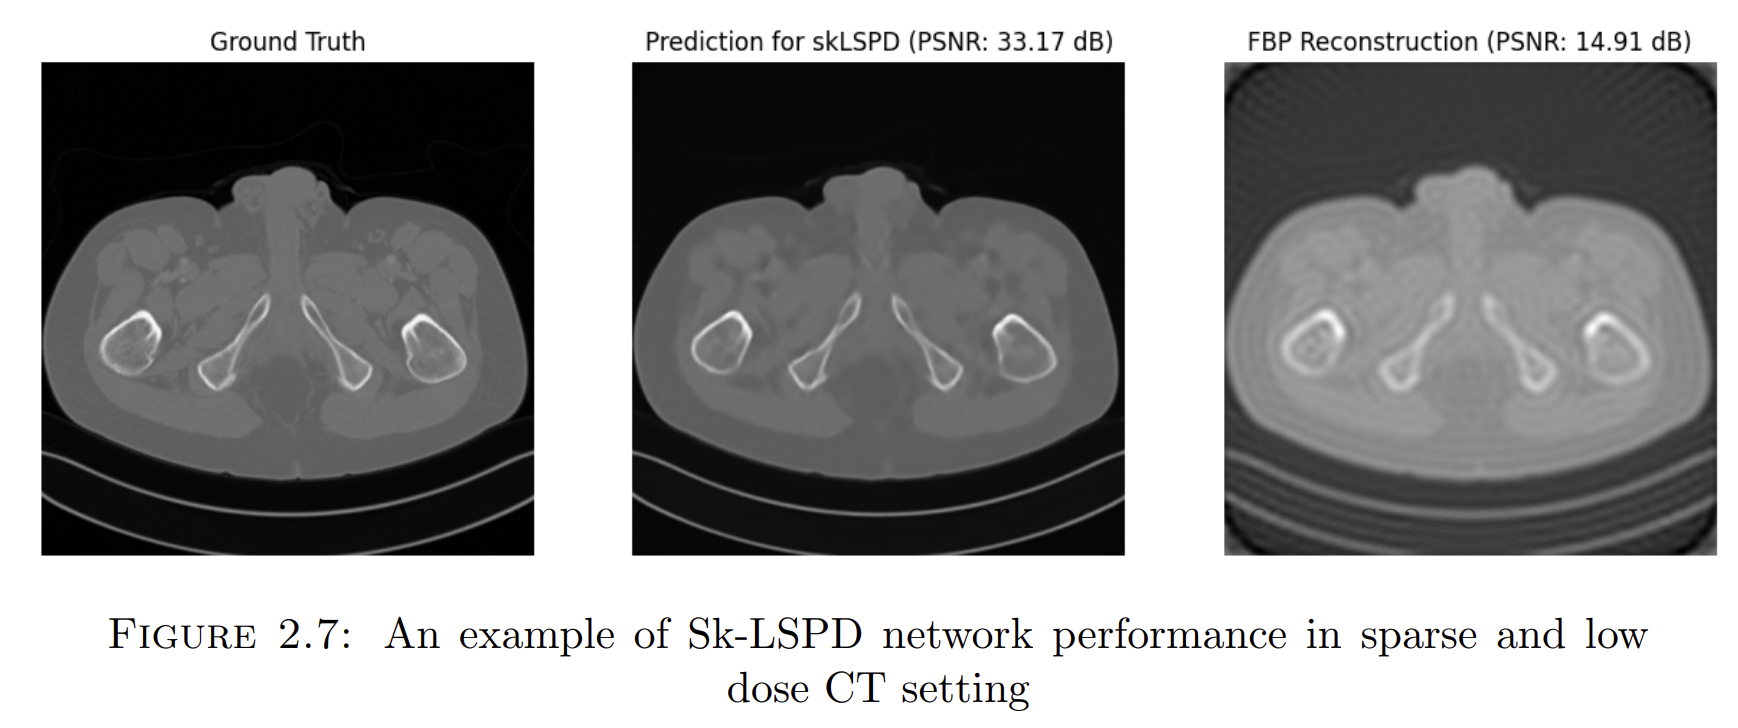 Ground Truth
Prediction for skLSPD (PSNR: 33.17 dB)
FBP Reconstruction (PSNR: 14.91 dB)
FIGURE 2.7: An example of Sk-LSPD network performance in sparse and low
dose CT setting